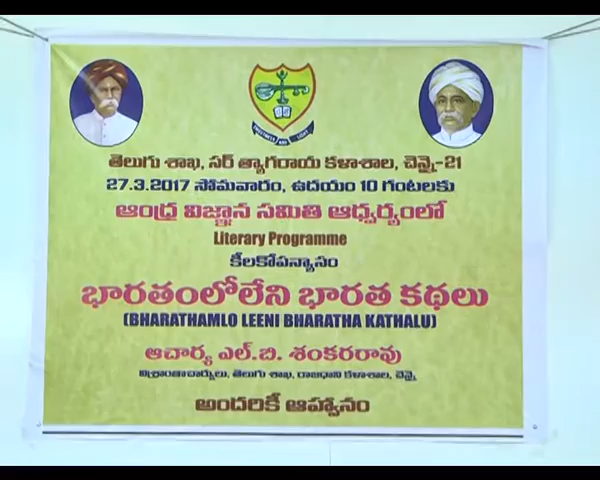 తెలుగు శాఖ, సర్ త్యాగరాయ కళాశాల, చెన్నై-21
27.3.2017 సోమవారం, ఉదయం 10 గంటలకు
ఆంధ్ర విజ్ఞాన సమితి ఆధ్వర్యంలో
Literary Programme
కీలకోపన్యాసం
భారతంలోలేని భారత కథలు
(BHARATHAMLO LEENI BHARATHA KATHALU)
ఆచార్య ఎల్.బి. శంకరరావు
విశ్రాంతాచార్యులు, తెలుగు శాఖ, రాజధాని కళాశాల, చెన్నై
అందరికీ ఆహ్వానం